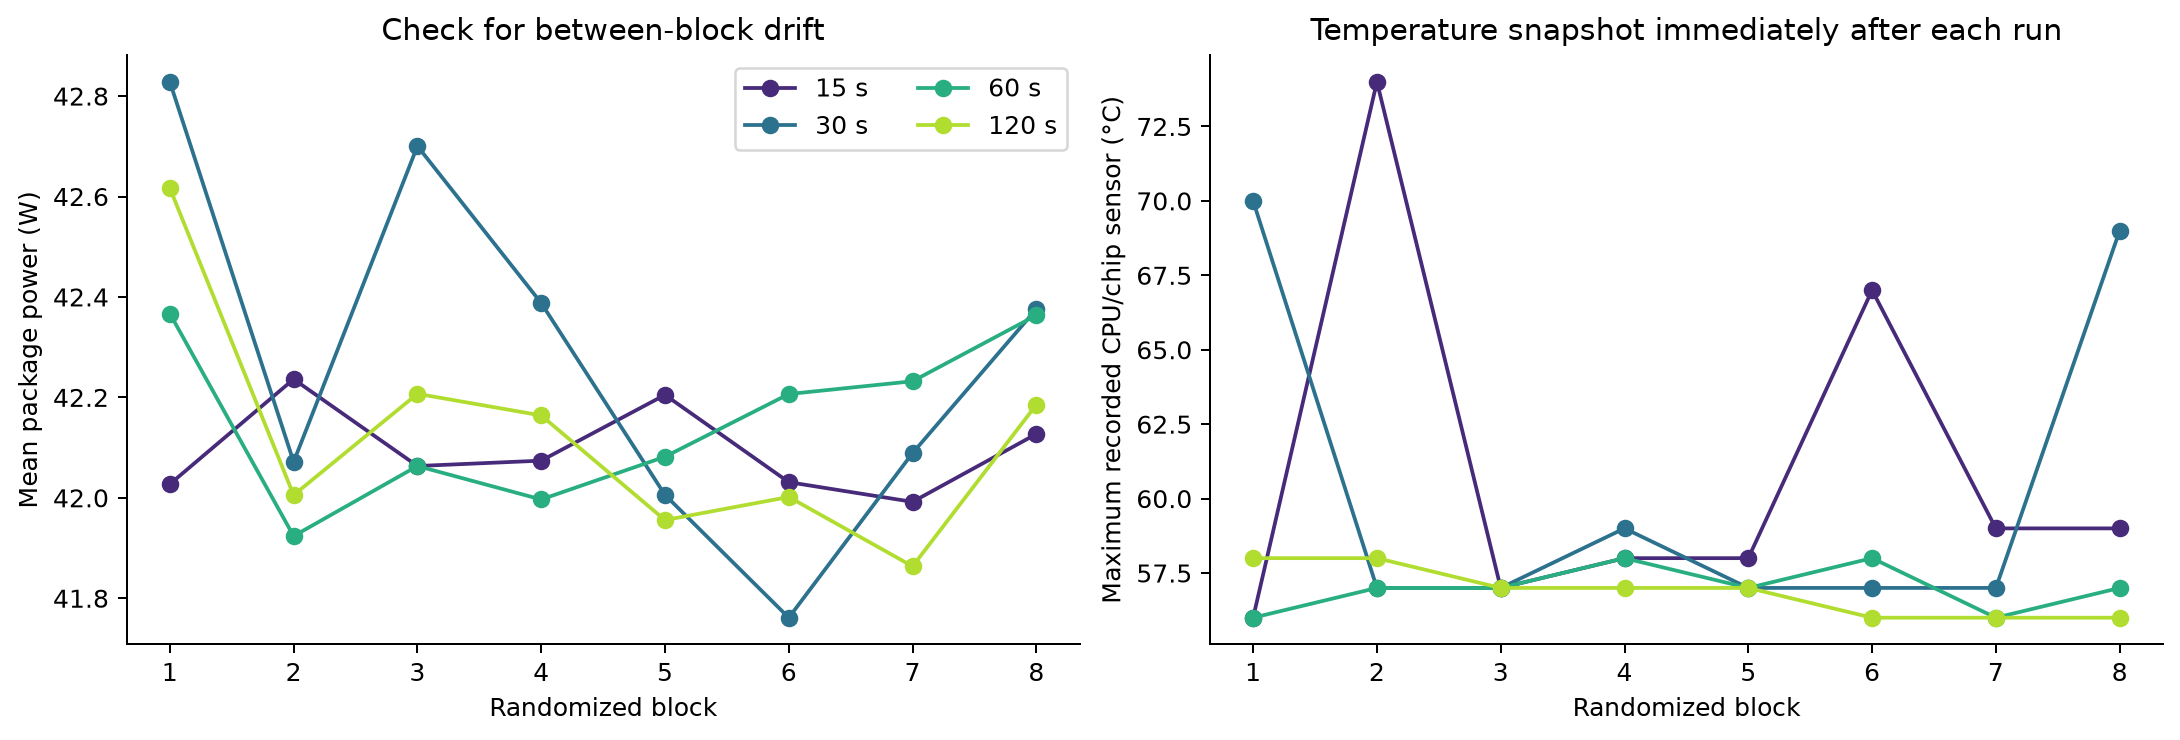 Check for between-block drift
Mean package power (W)
42.8
42.6
42.4
42.2
42.0
41.8
15 s
30 s
60 s
120 s
1 2 3 4 5 6 7 8
Randomized block
Temperature snapshot immediately after each run
Maximum recorded CPU/chip sensor (°C)
72.5
70.0
67.5
65.0
62.5
60.0
57.5
1 2 3 4 5 6 7 8
Randomized block